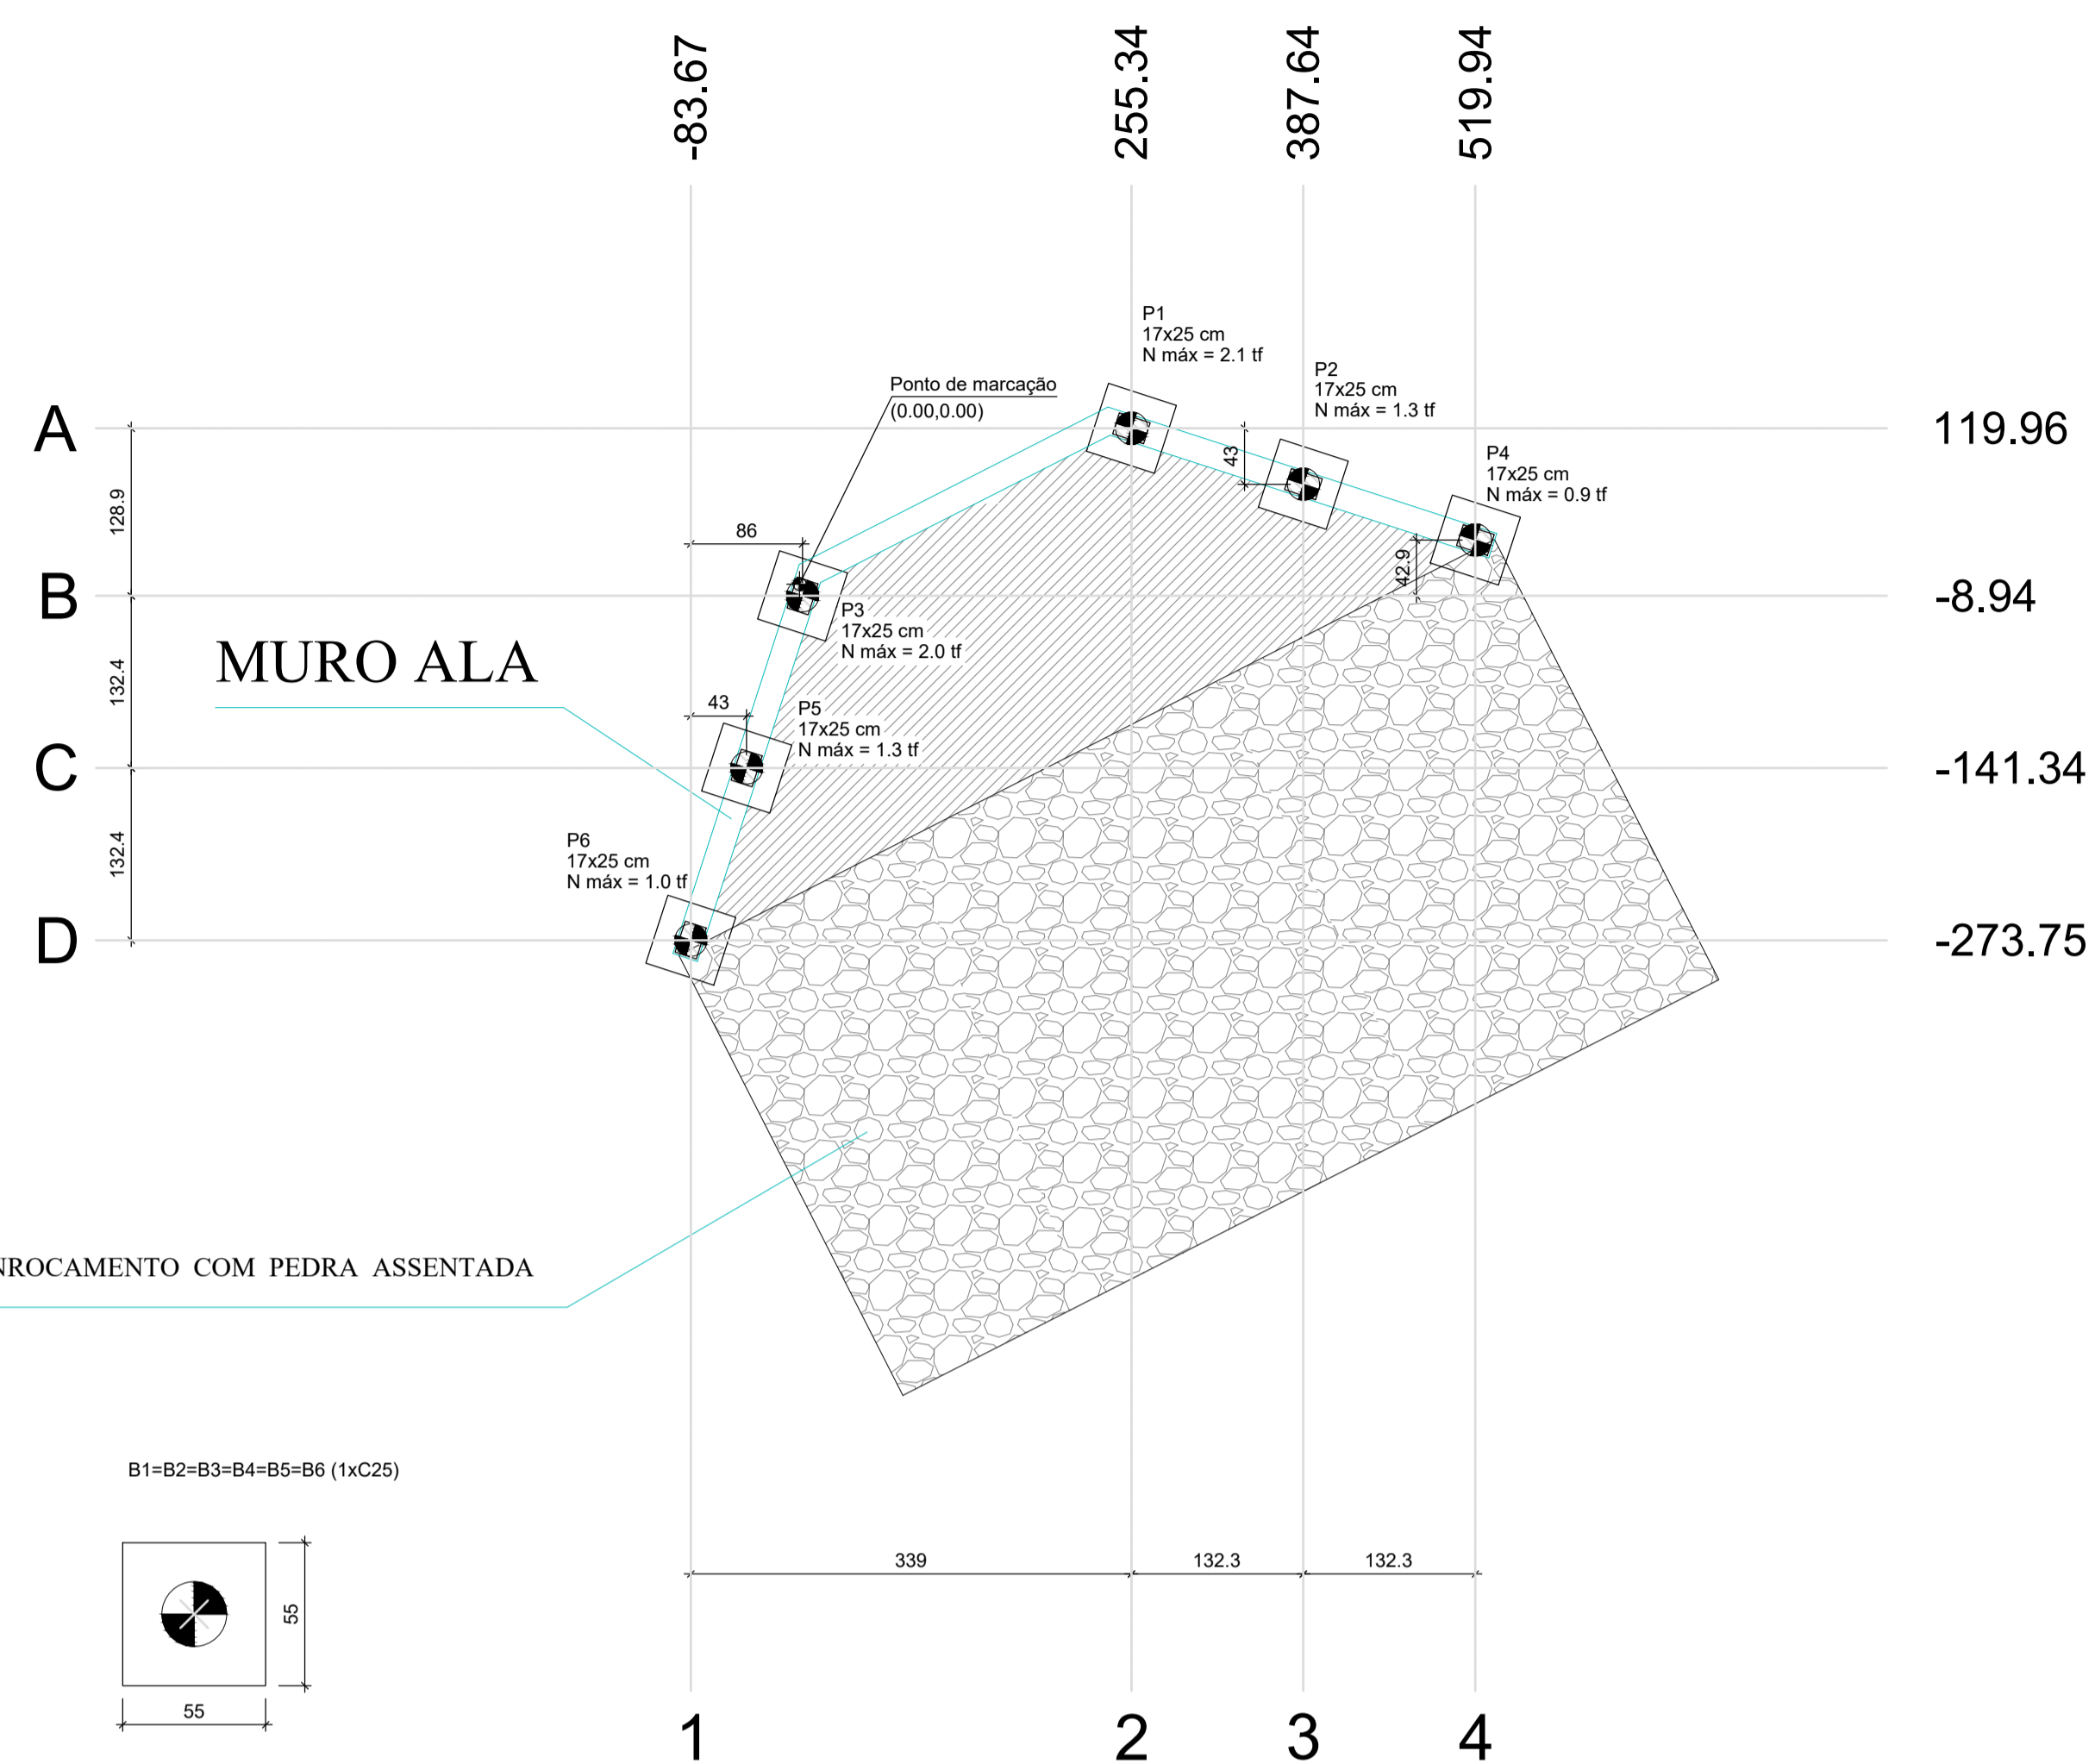 -83.67
255.34
387.64
519.94
P1
17x25 cm
N máx = 2.1 tf
P2
17x25 cm
N máx = 1.3 tf
Ponto de marcação
(0.00,0.00)
A
119.96
43
P4
17x25 cm
N máx = 0.9 tf
128.9
86
42.9
B
-8.94
P3
17x25 cm
N máx = 2.0 tf
MURO ALA
132.4
43
P5
17x25 cm
N máx = 1.3 tf
C
-141.34
132.4
P6
17x25 cm
N máx = 1.0 tf
D
-273.75
NROCAMENTO COM PEDRA ASSENTADA
B1=B2=B3=B4=B5=B6 (1xC25)
55
55
339
132.3
132.3
1
2
3
4